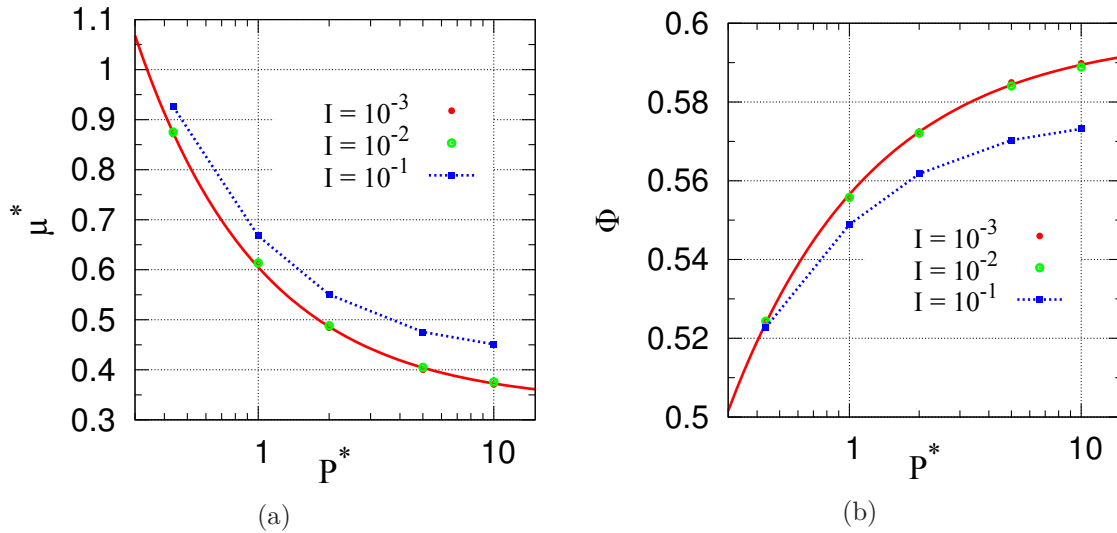 1.1
1
0.9
0.8
0.7
0.6
0.5
0.4
0.3
μ*
I = 10^-3
I = 10^-2
I = 10^-1
1
10
P*
(a)
0.6
0.58
0.56
0.54
0.52
0.5
Φ
I = 10^-3
I = 10^-2
I = 10^-1
1
10
P*
(b)